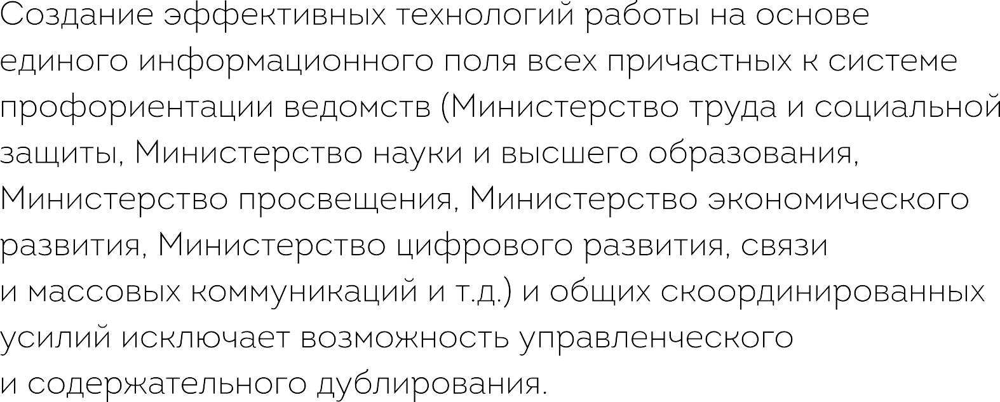 Создание эффективных технологий работы на основе
единого информационного поля всех причастных к системе
профориентации ведомств (Министерство труда и социальной
защиты, Министерство науки и высшего образования,
Министерство просвещения, Министерство экономического
развития, Министерство цифрового развития, связи
и массовых коммуникаций и т.д.) и общих скоординированных
усилий исключает возможность управленческого
и содержательного дублирования.